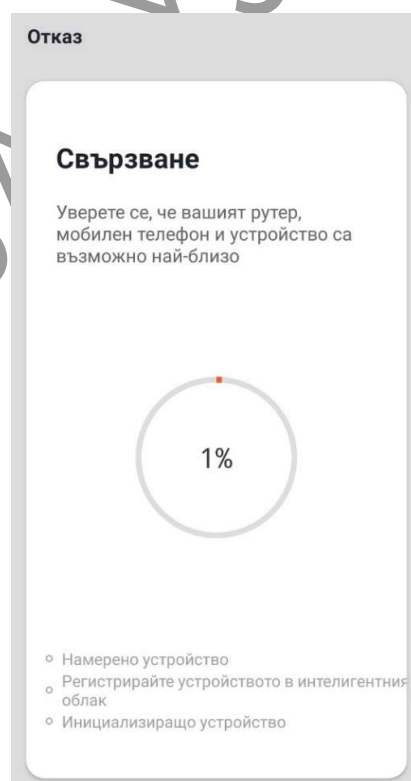 Отказ
Свързване
Уверете се, че вашият рутер,
мобилен телефон и устройство са
възможно най-близо
1%
Намерено устройство
Регистрирайте устройството в интелигентния
облак
Инициализиращо устройство